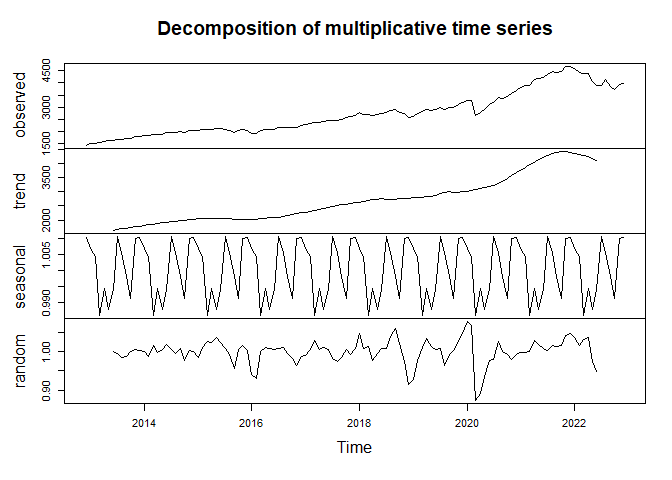 Decomposition of multiplicative time series
observed
1500 3000 4500
trend
2000 3500
seasonal
0.990 1.005
random
0.90 1.00
2014 2016 2018 2020 2022
Time